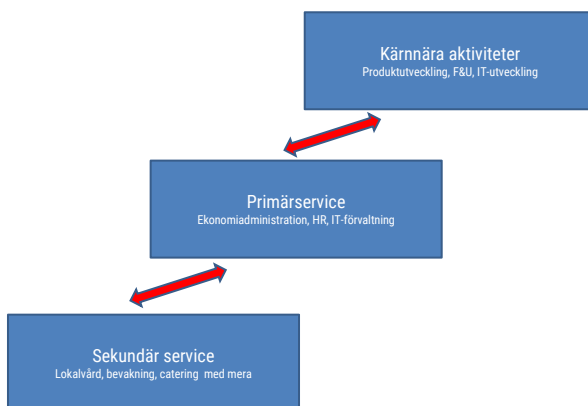 Kärnnära aktiviteter
Produktutveckling, F&U, IT-utveckling
Primärservice
Ekonomiadministration, HR, IT-förvaltning
Sekundär service
Lokalvård, bevakning, catering med mera